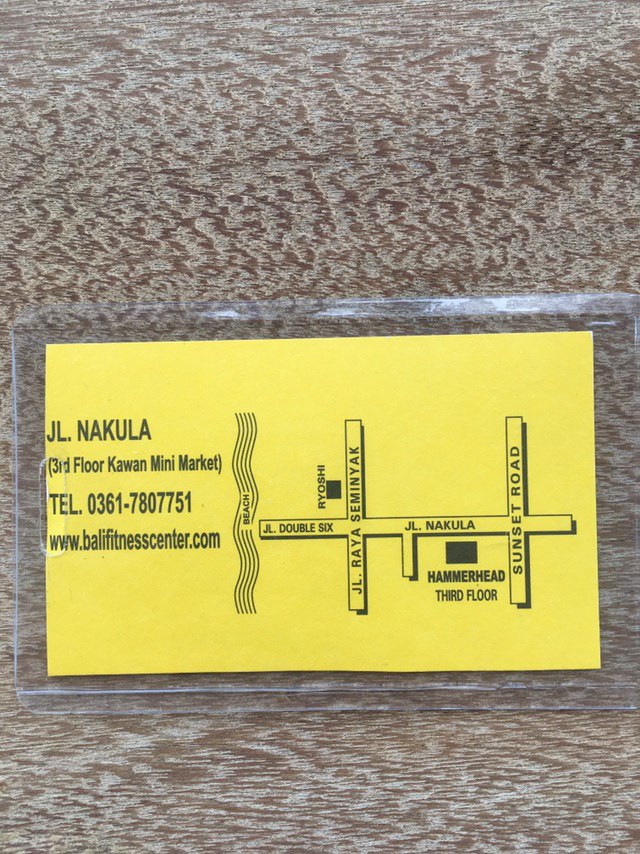 JL. NAKULA
(3rd Floor Kawan Mini Market)
TEL. 0361-7807751
www.balifitnesscenter.com
BEACH
RYOSHI
JL. DOUBLE SIX
JL. RAYA SEMINYAK
JL. NAKULA
SUNSET ROAD
HAMMERHEAD
THIRD FLOOR